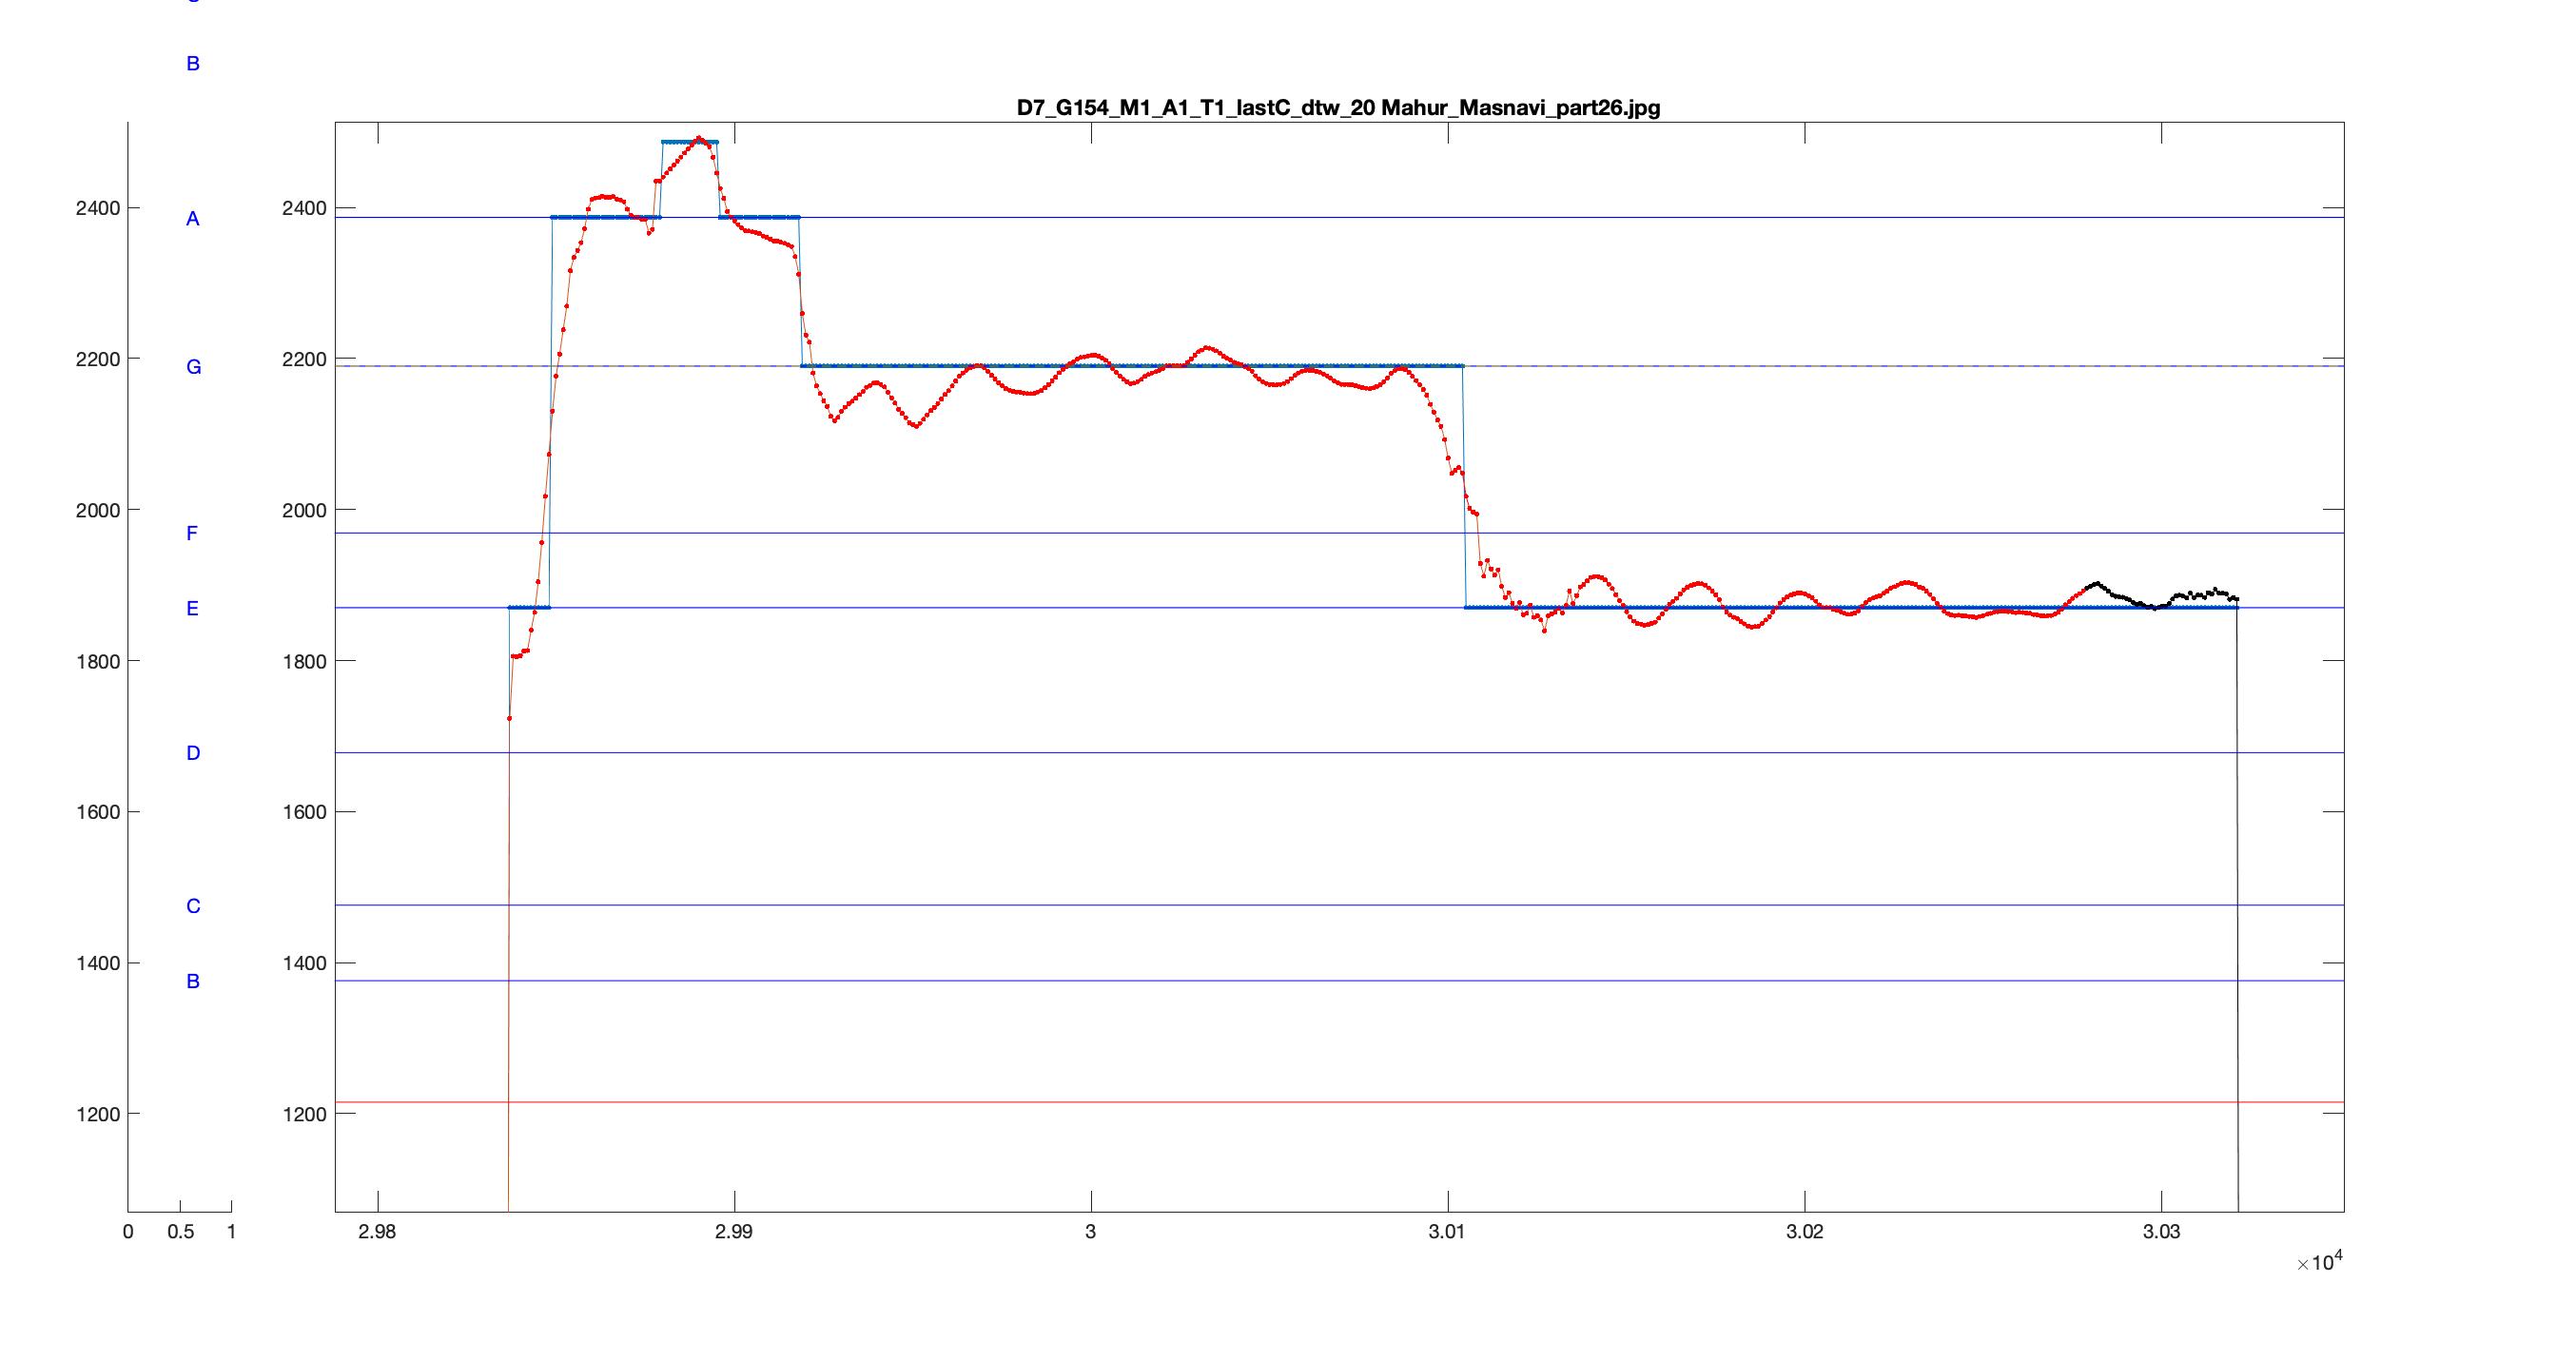 B
D7_G154_M1_A1_T1_lastC_dtw_20 Mahur_Masnavi_part26.jpg
2400 A 2400
2200 G 2200
2000 2000
F
E
1800 1800
D
1600 1600
C
1400 1400
B
1200 1200
0 0.5 1 2.98 2.99 3 3.01 3.02 3.03
×10⁴